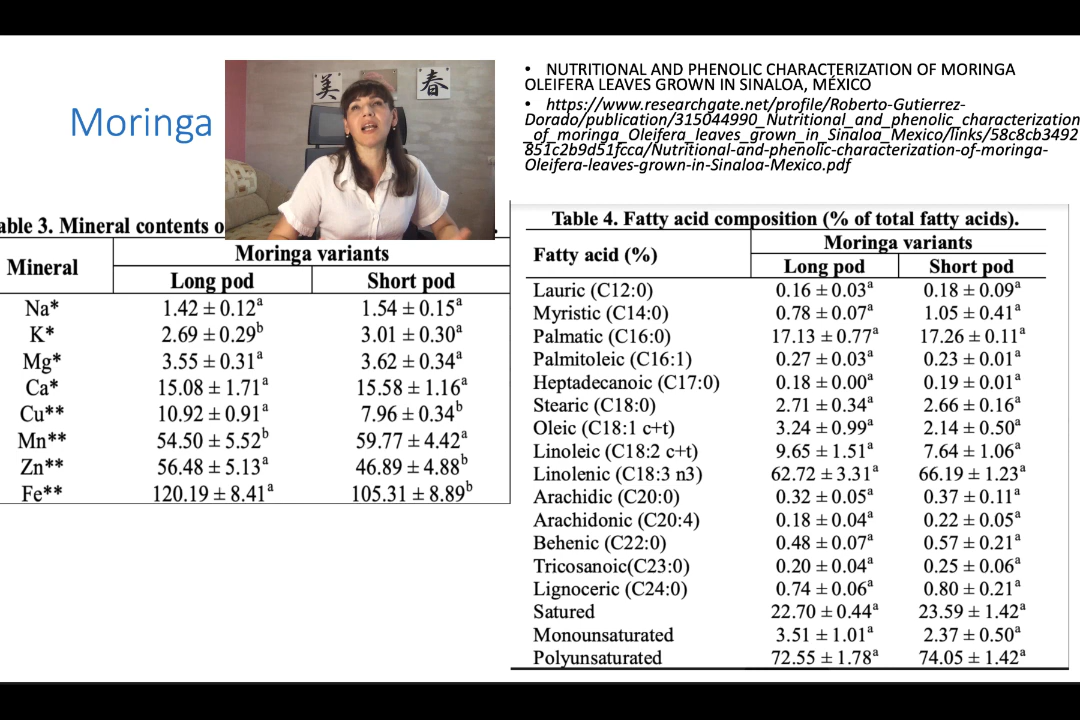 Moringa
美
春
• NUTRITIONAL AND PHENOLIC CHARACTERIZATION OF MORINGA
OLEIFERA LEAVES GROWN IN SINALOA, MÉXICO
• https://www.researchgate.net/profile/Roberto-Gutierrez-
Dorado/publication/315044990_Nutritional_and_phenolic_characterization
_of_moringa_Oleifera_leaves_grown_in_Sinaloa_Mexico/links/58c8cb3492
851c2b9d51fcca/Nutritional-and-phenolic-characterization-of-moringa-
Oleifera-leaves-grown-in-Sinaloa-Mexico.pdf
able 3. Mineral contents o
Mineral Moringa variants
Long pod Short pod
Na* 1.42 ± 0.12ᵃ 1.54 ± 0.15ᵃ
K* 2.69 ± 0.29ᵇ 3.01 ± 0.30ᵃ
Mg* 3.55 ± 0.31ᵃ 3.62 ± 0.34ᵃ
Ca* 15.08 ± 1.71ᵃ 15.58 ± 1.16ᵃ
Cu** 10.92 ± 0.91ᵃ 7.96 ± 0.34ᵇ
Mn** 54.50 ± 5.52ᵇ 59.77 ± 4.42ᵃ
Zn** 56.48 ± 5.13ᵃ 46.89 ± 4.88ᵇ
Fe** 120.19 ± 8.41ᵃ 105.31 ± 8.89ᵇ
Table 4. Fatty acid composition (% of total fatty acids).
Fatty acid (%) Moringa variants
Long pod Short pod
Lauric (C12:0) 0.16 ± 0.03ᵃ 0.18 ± 0.09ᵃ
Myristic (C14:0) 0.78 ± 0.07ᵃ 1.05 ± 0.41ᵃ
Palmatic (C16:0) 17.13 ± 0.77ᵃ 17.26 ± 0.11ᵃ
Palmitoleic (C16:1) 0.27 ± 0.03ᵃ 0.23 ± 0.01ᵃ
Heptadecanoic (C17:0) 0.18 ± 0.00ᵃ 0.19 ± 0.01ᵃ
Stearic (C18:0) 2.71 ± 0.34ᵃ 2.66 ± 0.16ᵃ
Oleic (C18:1 c+t) 3.24 ± 0.99ᵃ 2.14 ± 0.50ᵃ
Linoleic (C18:2 c+t) 9.65 ± 1.51ᵃ 7.64 ± 1.06ᵃ
Linolenic (C18:3 n3) 62.72 ± 3.31ᵃ 66.19 ± 1.23ᵃ
Arachidic (C20:0) 0.32 ± 0.05ᵃ 0.37 ± 0.11ᵃ
Arachidonic (C20:4) 0.18 ± 0.04ᵃ 0.22 ± 0.05ᵃ
Behenic (C22:0) 0.48 ± 0.07ᵃ 0.57 ± 0.21ᵃ
Tricosanoic(C23:0) 0.20 ± 0.04ᵃ 0.25 ± 0.06ᵃ
Lignoceric (C24:0) 0.74 ± 0.06ᵃ 0.80 ± 0.21ᵃ
Satured 22.70 ± 0.44ᵃ 23.59 ± 1.42ᵃ
Monounsaturated 3.51 ± 1.01ᵃ 2.37 ± 0.50ᵃ
Polyunsaturated 72.55 ± 1.78ᵃ 74.05 ± 1.42ᵃ